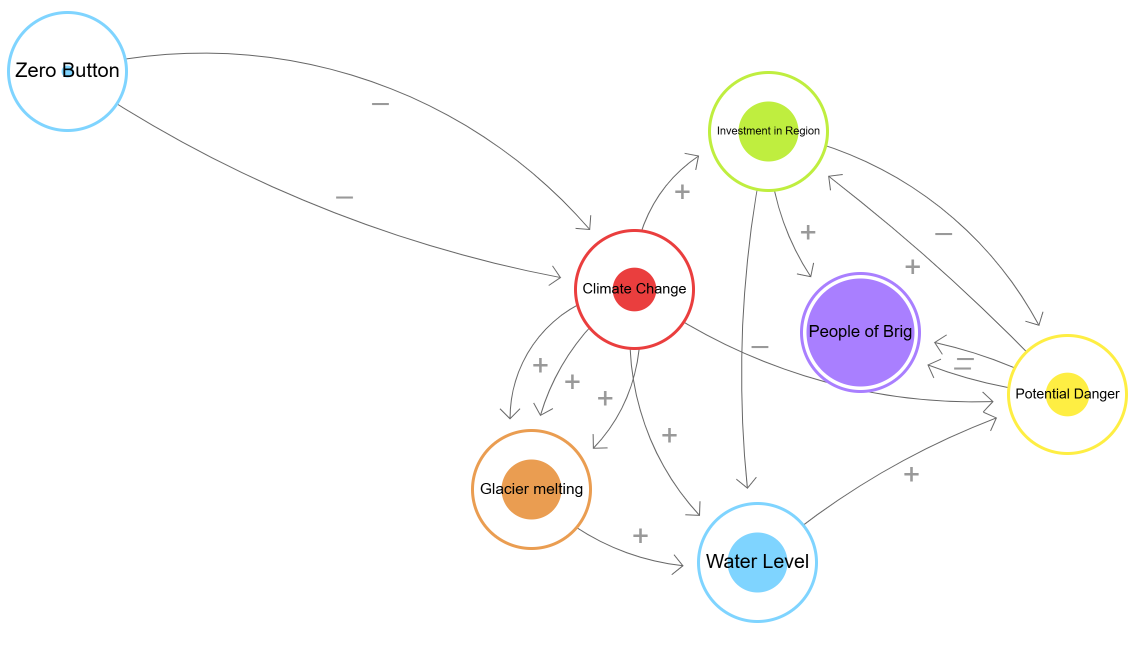 Zero Button
−
−
Investment in Region
+
Climate Change
+
−
+
People of Brig
−
−
−
Potential Danger
+
+
+
+
+
Glacier melting
+
Water Level